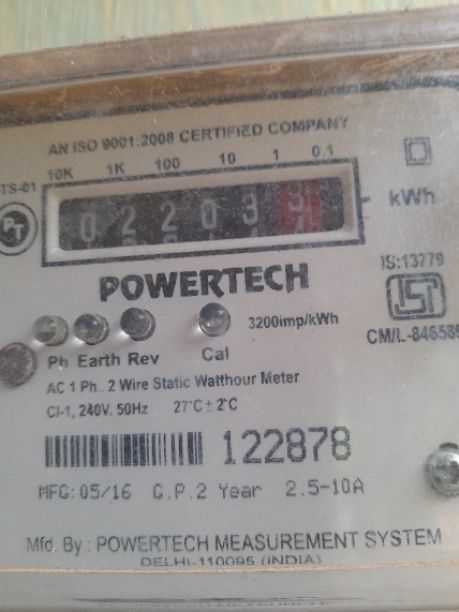 AN ISO 9001:2008 CERTIFIED COMPANY
10K 1K 100 10 1 0.1
TS-01
PT
0 2 2 0 3 3
kWh
POWERTECH
IS:13779
3200imp/kWh
CM/L-846589
Ph Earth Rev Cal
AC 1 Ph.. 2 Wire Static Watthour Meter
Cl-1, 240V. 50Hz 27°C ± 2°C
122878
MFG: 05/16 G.P.2 Year 2.5-10A
Mfd. By : POWERTECH MEASUREMENT SYSTEM
DELHI-110095 (INDIA)